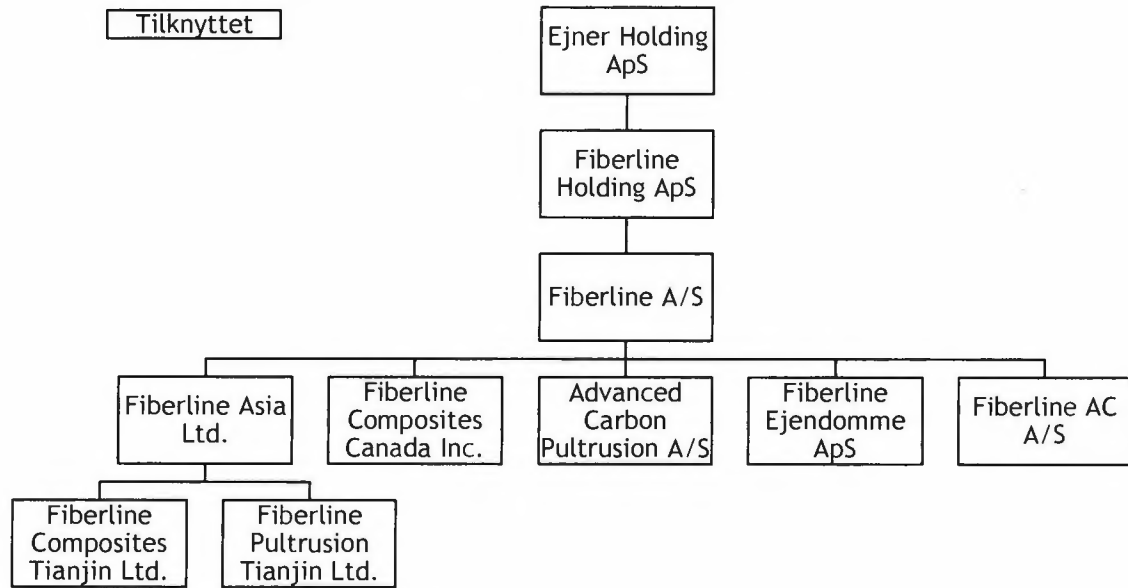 Tilknyttet
Ejner Holding
ApS
Fiberline
Holding ApS
Fiberline A/S
Fiberline Asia
Ltd.
Fiberline
Composites
Canada Inc.
Advanced
Carbon
Pultrusion A/S
Fiberline
Ejendomme
ApS
Fiberline AC
A/S
Fiberline
Composites
Tianjin Ltd.
Fiberline
Pultrusion
Tianjin Ltd.